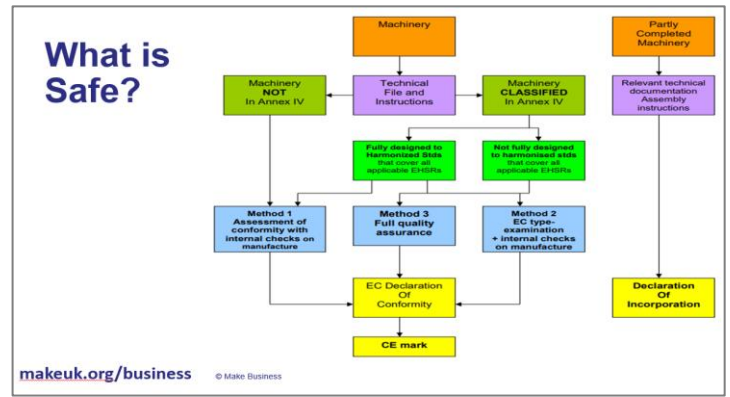 What is
Safe?
Machinery
Partly
Completed
Machinery
Machinery
NOT
In Annex IV
Technical
File and
Instructions
Machinery
CLASSIFIED
In Annex IV
Relevant technical
documentation
Assembly
instructions
Fully designed to
Harmonized Stds
that cover all
applicable EHSRs
Not fully designed
to harmonised stds
that cover all
applicable EHSRs
Method 1
Assessment of
conformity with
internal checks on
manufacture
Method 3
Full quality
assurance
Method 2
EC type-
examination
+ internal checks
on manufacture
EC Declaration
Of
Conformity
Declaration
Of
Incorporation
CE mark
makeuk.org/business
© Make Business